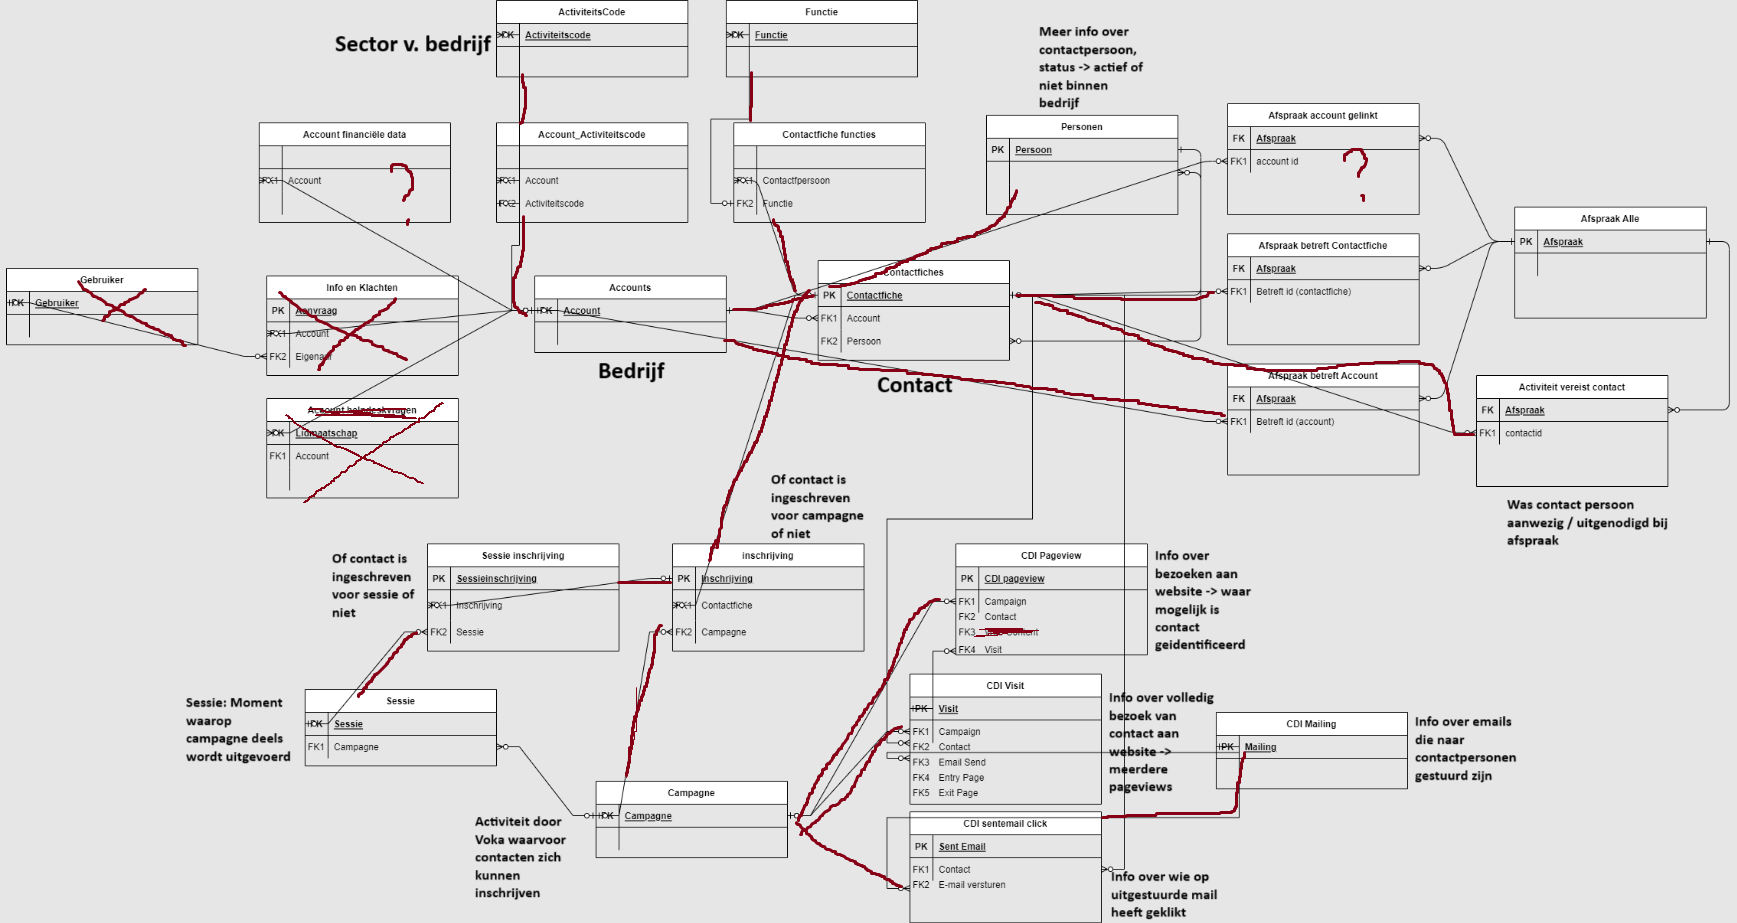 ActiviteitsCode
PK Activiteitscode
Sector v. bedrijf
Functie
PK Functie
Meer info over
contactpersoon,
status -> actief of
niet binnen
bedrijf
Account financiële data
FK1 Account
?
Account_Activiteitscode
FK1 Account
FK2 Activiteitscode
Contactfiche functies
FK1 Contactfpersoon
FK2 Functie
Personen
PK Persoon
Afspraak account gelinkt
FK Afspraak
FK1 account id
?
Afspraak Alle
PK Afspraak
Afspraak betreft Contactfiche
FK Afspraak
FK1 Betreft id (contactfiche)
Gebruiker
PK Gebruiker
Info en Klachten
PK Aanvraag
FK1 Account
FK2 Eigenaar
Accounts
PK Account
Bedrijf
Contactfiches
PK Contactfiche
FK1 Account
FK2 Persoon
Contact
Afspraak betreft Account
FK Afspraak
FK1 Betreft id (account)
Activiteit vereist contact
FK Afspraak
FK1 contactid
Was contact persoon
aanwezig / uitgenodigd bij
afspraak
Account helpdeskvragen
PK Lidmaatschap
FK1 Account
Of contact is
ingeschreven
voor campagne
of niet
Of contact is
ingeschreven
voor sessie of
niet
Sessie inschrijving
PK Sessieinschrijving
FK1 Inschrijving
FK2 Sessie
inschrijving
PK Inschrijving
FK1 Contactfiche
FK2 Campagne
CDI Pageview
PK CDI pageview
FK1 Campaign
FK2 Contact
FK3 Web Content
FK4 Visit
Info over
bezoeken aan
website -> waar
mogelijk is
contact
geidentificeerd
Sessie: Moment
waarop
campagne deels
wordt uitgevoerd
Sessie
PK Sessie
FK1 Campagne
CDI Visit
PK Visit
FK1 Campaign
FK2 Contact
FK3 Email Send
FK4 Entry Page
FK5 Exit Page
Info over volledig
bezoek van
contact aan
website ->
meerdere
pageviews
CDI Mailing
PK Mailing
Info over emails
die naar
contactpersonen
gestuurd zijn
Activiteit door
Voka waarvoor
contacten zich
kunnen
inschrijven
Campagne
PK Campagne
CDI sentemail click
PK Sent Email
FK1 Contact
FK2 E-mail versturen
Info over wie op
uitgestuurde mail
heeft geklikt